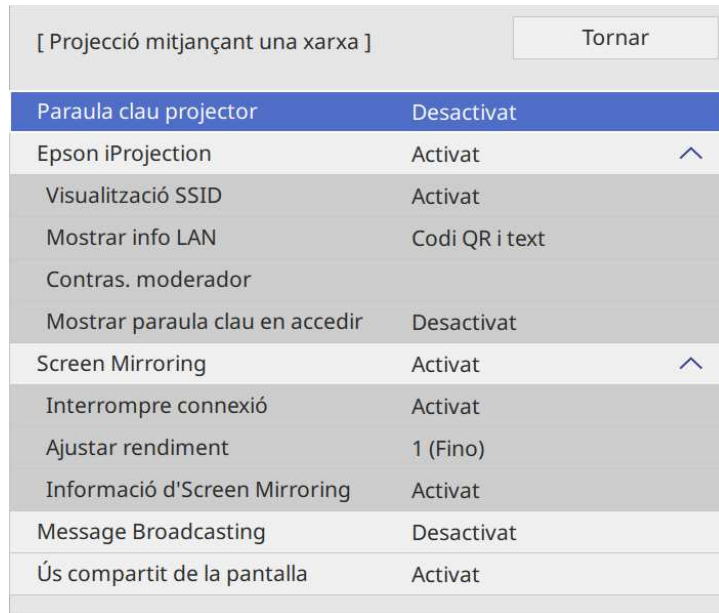 [ Projecció mitjançant una xarxa ] Tornar
Paraula clau projector Desactivat
Epson iProjection Activat
Visualització SSID Activat
Mostrar info LAN Codi QR i text
Contras. moderador
Mostrar paraula clau en accedir Desactivat
Screen Mirroring Activat
Interrompre connexió Activat
Ajustar rendiment 1 (Fino)
Informació d'Screen Mirroring Activat
Message Broadcasting Desactivat
Ús compartit de la pantalla Activat